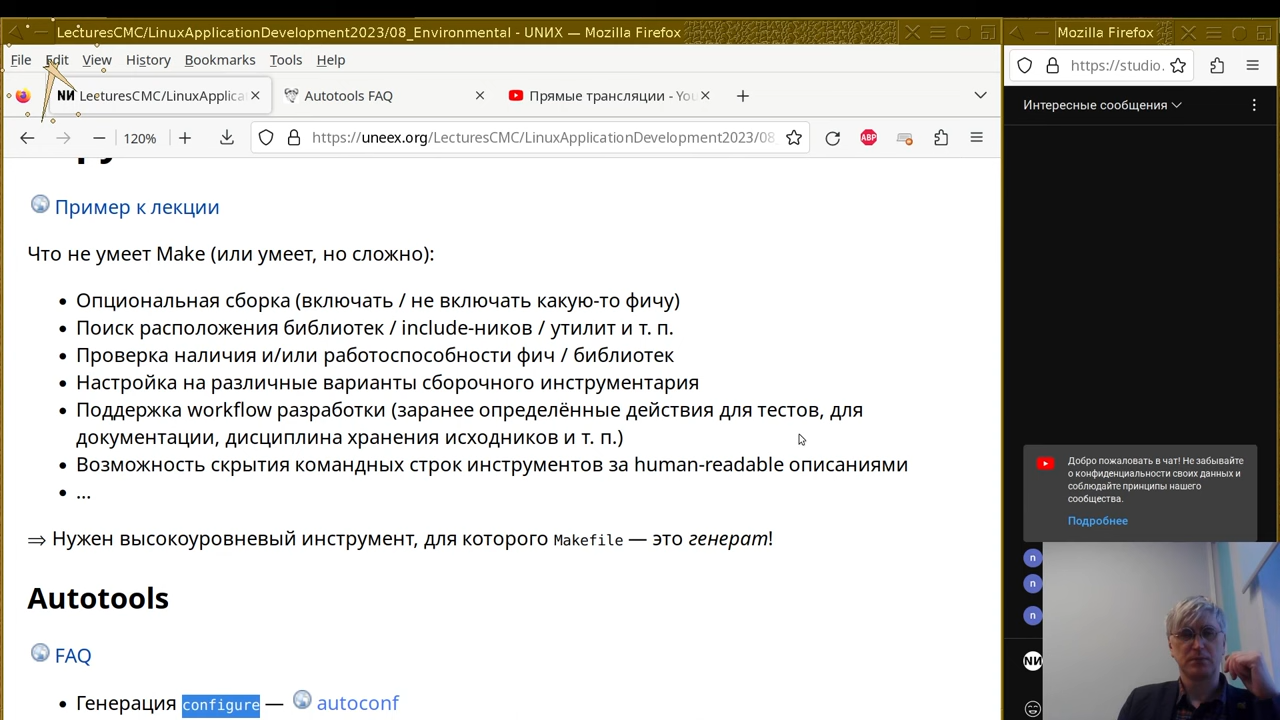 LecturesCMC/LinuxApplicationDevelopment2023/08_Environmental - UNИX — Mozilla Firefox
Mozilla Firefox
File Edit View History Bookmarks Tools Help
https://studio.
NИ LecturesCMC/LinuxApplica
Autotools FAQ
Прямые трансляции - You
Интересные сообщения
120%
https://uneex.org/LecturesCMC/LinuxApplicationDevelopment2023/08_
ABP
Пример к лекции
Что не умеет Make (или умеет, но сложно):
• Опциональная сборка (включать / не включать какую-то фичу)
• Поиск расположения библиотек / include-ников / утилит и т. п.
• Проверка наличия и/или работоспособности фич / библиотек
• Настройка на различные варианты сборочного инструментария
• Поддержка workflow разработки (заранее определённые действия для тестов, для
документации, дисциплина хранения исходников и т. п.)
• Возможность скрытия командных строк инструментов за human-readable описаниями
• ...
⇒ Нужен высокоуровневый инструмент, для которого Makefile — это генерат!
Autotools
FAQ
• Генерация configure — autoconf
Добро пожаловать в чат! Не забывайте
о конфиденциальности своих данных и
соблюдайте принципы нашего
сообщества.
Подробнее
n
n
n
NИ